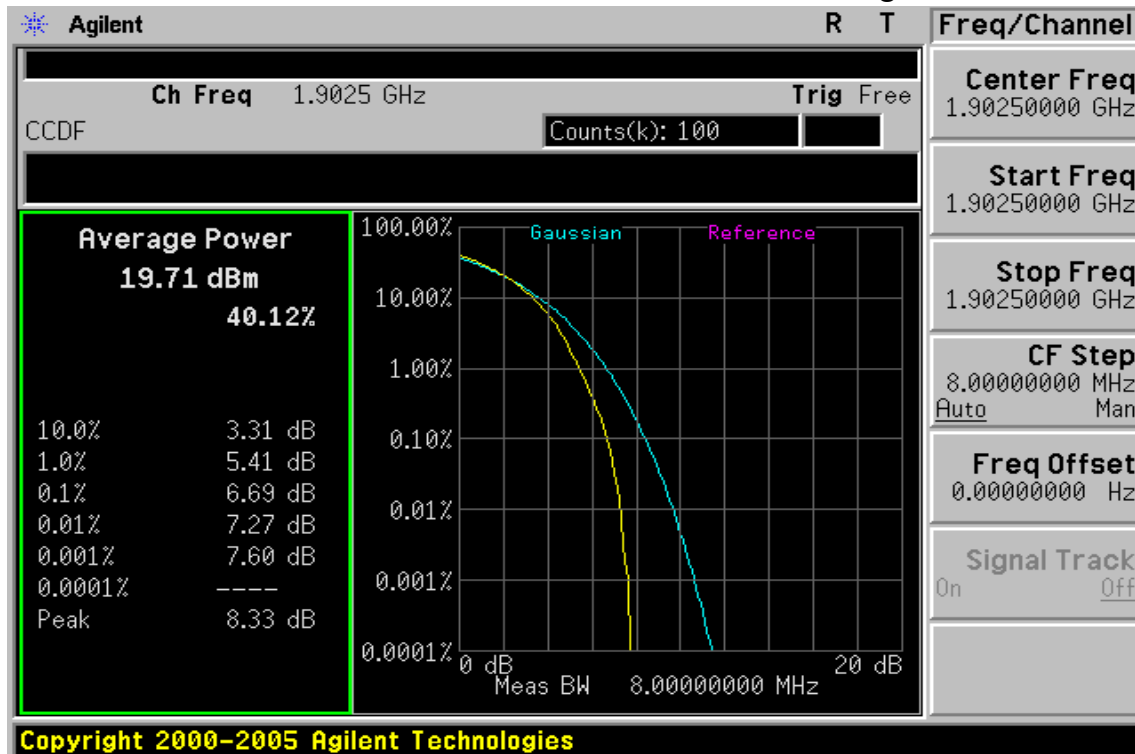 Agilent R T Freq/Channel
Ch Freq 1.9025 GHz Trig Free
CCDF Counts(k): 100
Average Power
19.71 dBm
40.12%
10.0% 3.31 dB
1.0% 5.41 dB
0.1% 6.69 dB
0.01% 7.27 dB
0.001% 7.60 dB
0.0001% ----
Peak 8.33 dB
100.00% Gaussian Reference
10.00%
1.00%
0.10%
0.01%
0.001%
0.0001%
0 dB 20 dB
Meas BW 8.00000000 MHz
Center Freq
1.90250000 GHz
Start Freq
1.90250000 GHz
Stop Freq
1.90250000 GHz
CF Step
8.00000000 MHz
Auto Man
Freq Offset
0.00000000 Hz
Signal Track
On Off
Copyright 2000-2005 Agilent Technologies